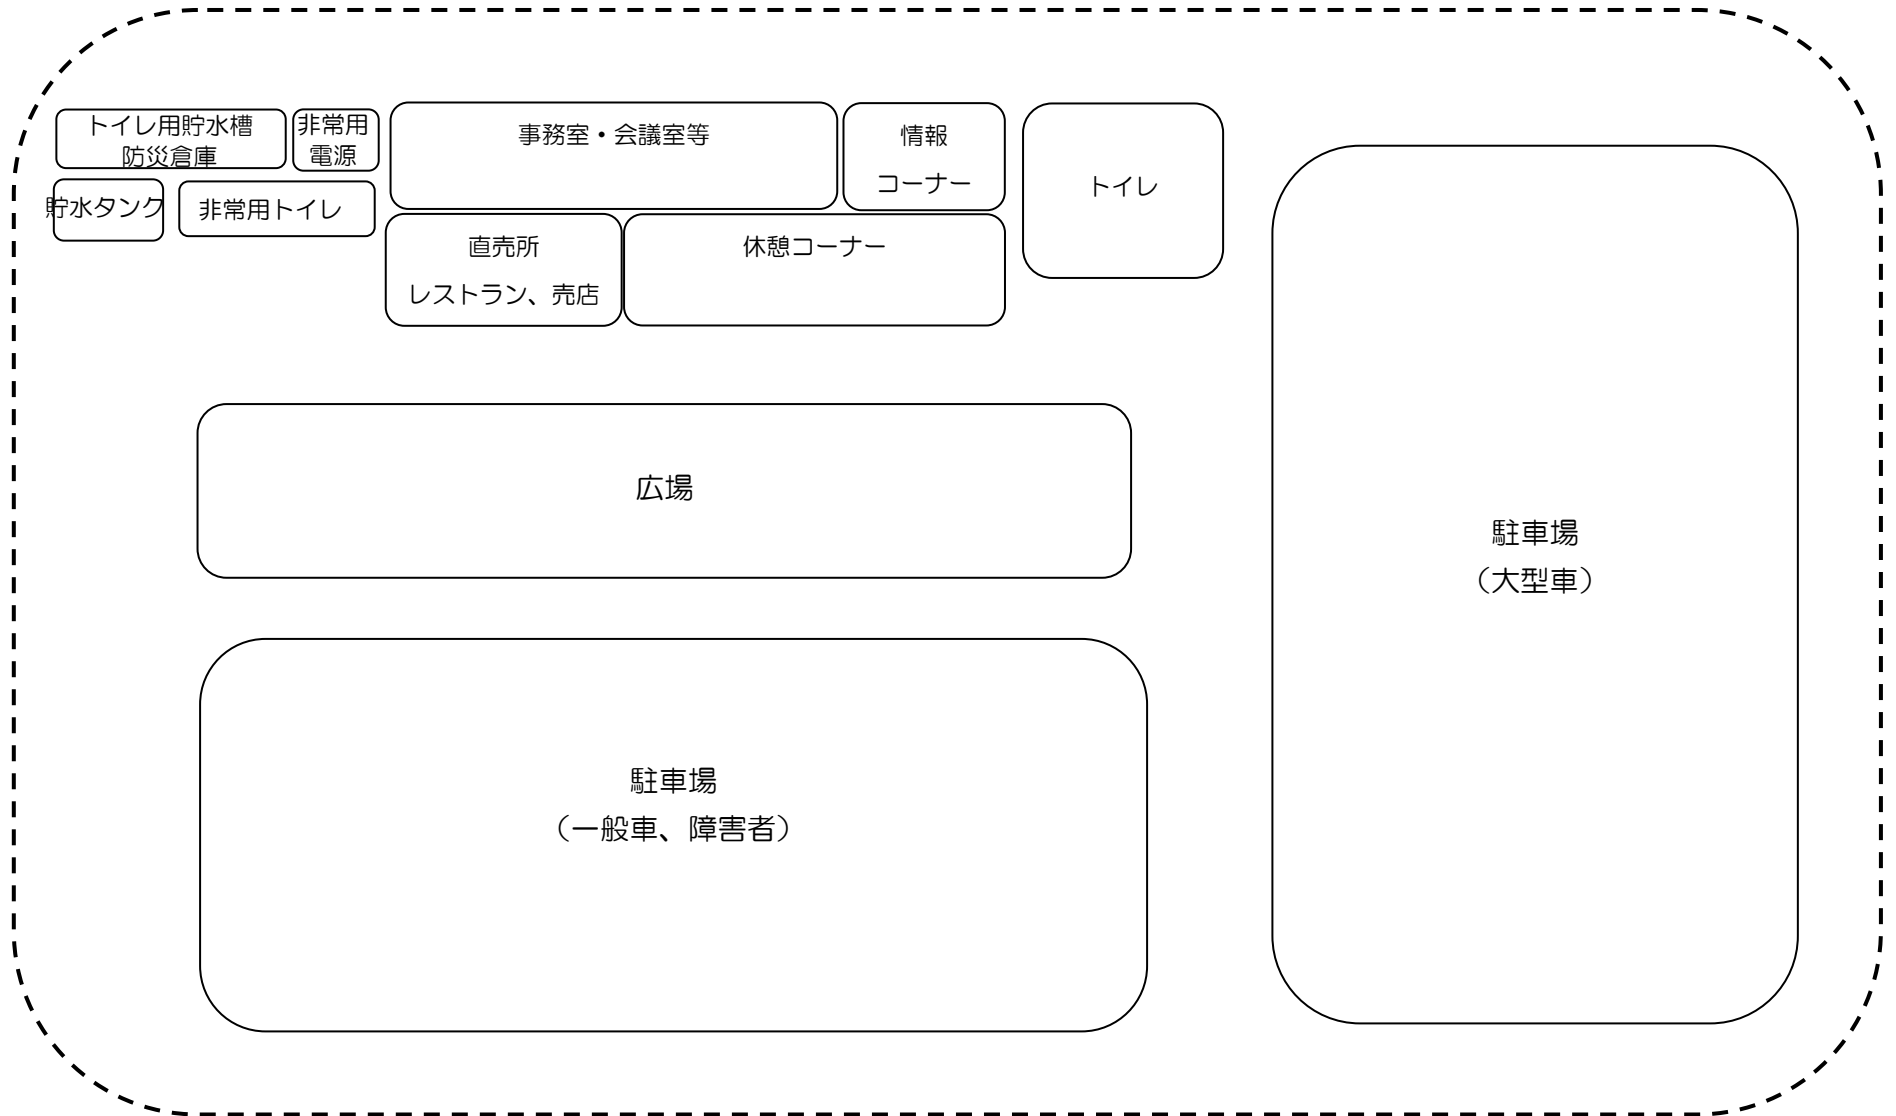 トイレ用貯水槽
防災倉庫
非常用
電源
事務室・会議室等
情報
コーナー
トイレ
貯水タンク
非常用トイレ
直売所
レストラン、売店
休憩コーナー
広場
駐車場
（大型車）
駐車場
（一般車、障害者）